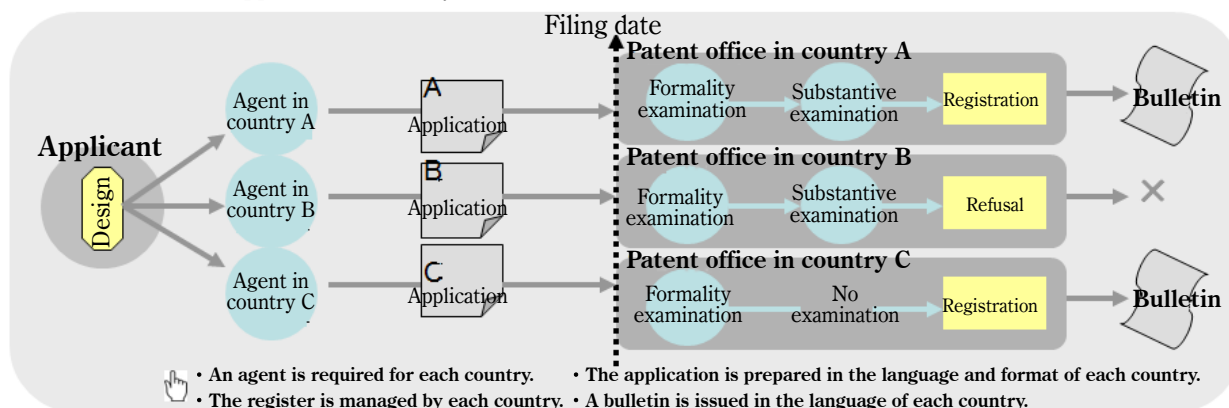 Filing date
Applicant
Design
Agent in
country A
Agent in
country B
Agent in
country C
A
Application
B
Application
C
Application
Patent office in country A
Formality
examination
Substantive
examination
Registration
Bulletin
Patent office in country B
Formality
examination
Substantive
examination
Refusal
Patent office in country C
Formality
examination
No
examination
Registration
Bulletin
・An agent is required for each country.
・The application is prepared in the language and format of each country.
・The register is managed by each country.
・A bulletin is issued in the language of each country.